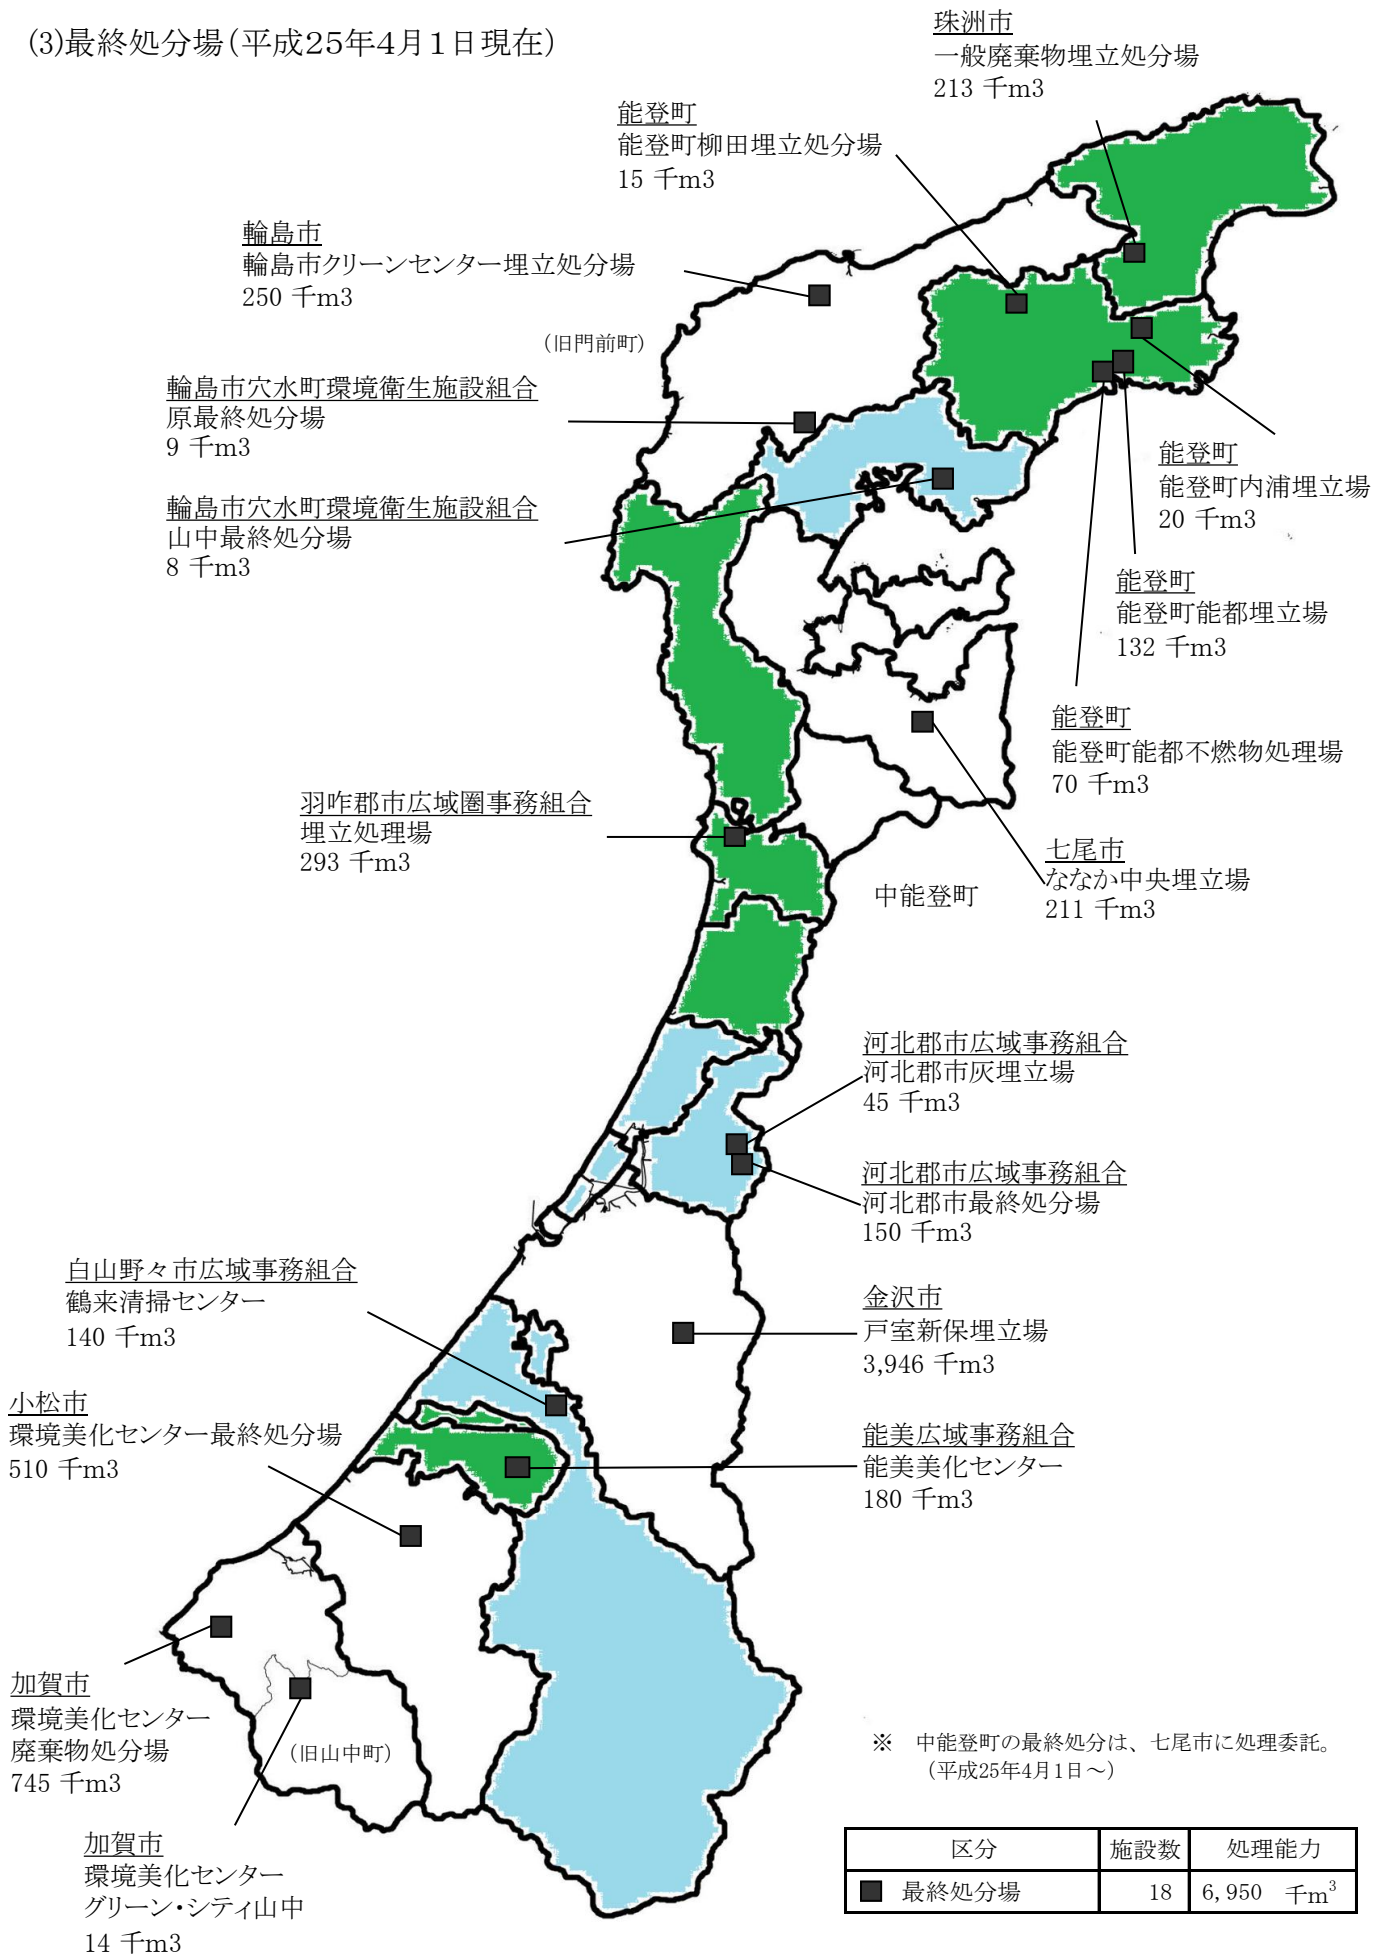 (3)最終処分場(平成25年4月1日現在)
珠洲市
一般廃棄物埋立処分場
213 千m3
能登町
能登町柳田埋立処分場
15 千m3
輪島市
輪島市クリーンセンター埋立処分場
250 千m3
(旧門前町)
輪島市穴水町環境衛生施設組合
原最終処分場
9 千m3
輪島市穴水町環境衛生施設組合
山中最終処分場
8 千m3
能登町
能登町内浦埋立場
20 千m3
能登町
能登町能都埋立場
132 千m3
能登町
能登町能都不燃物処理場
70 千m3
羽咋郡市広域圏事務組合
埋立処理場
293 千m3
七尾市
ななか中央埋立場
211 千m3
中能登町
河北郡市広域事務組合
河北郡市灰埋立場
45 千m3
河北郡市広域事務組合
河北郡市最終処分場
150 千m3
白山野々市広域事務組合
鶴来清掃センター
140 千m3
金沢市
戸室新保埋立場
3,946 千m3
小松市
環境美化センター最終処分場
510 千m3
能美広域事務組合
能美美化センター
180 千m3
加賀市
環境美化センター
廃棄物処分場
745 千m3
(旧山中町)
加賀市
環境美化センター
グリーン・シティ山中
14 千m3
※ 中能登町の最終処分は、七尾市に処理委託。
(平成25年4月1日～)
区分 施設数 処理能力
最終処分場 18 6,950 千m³